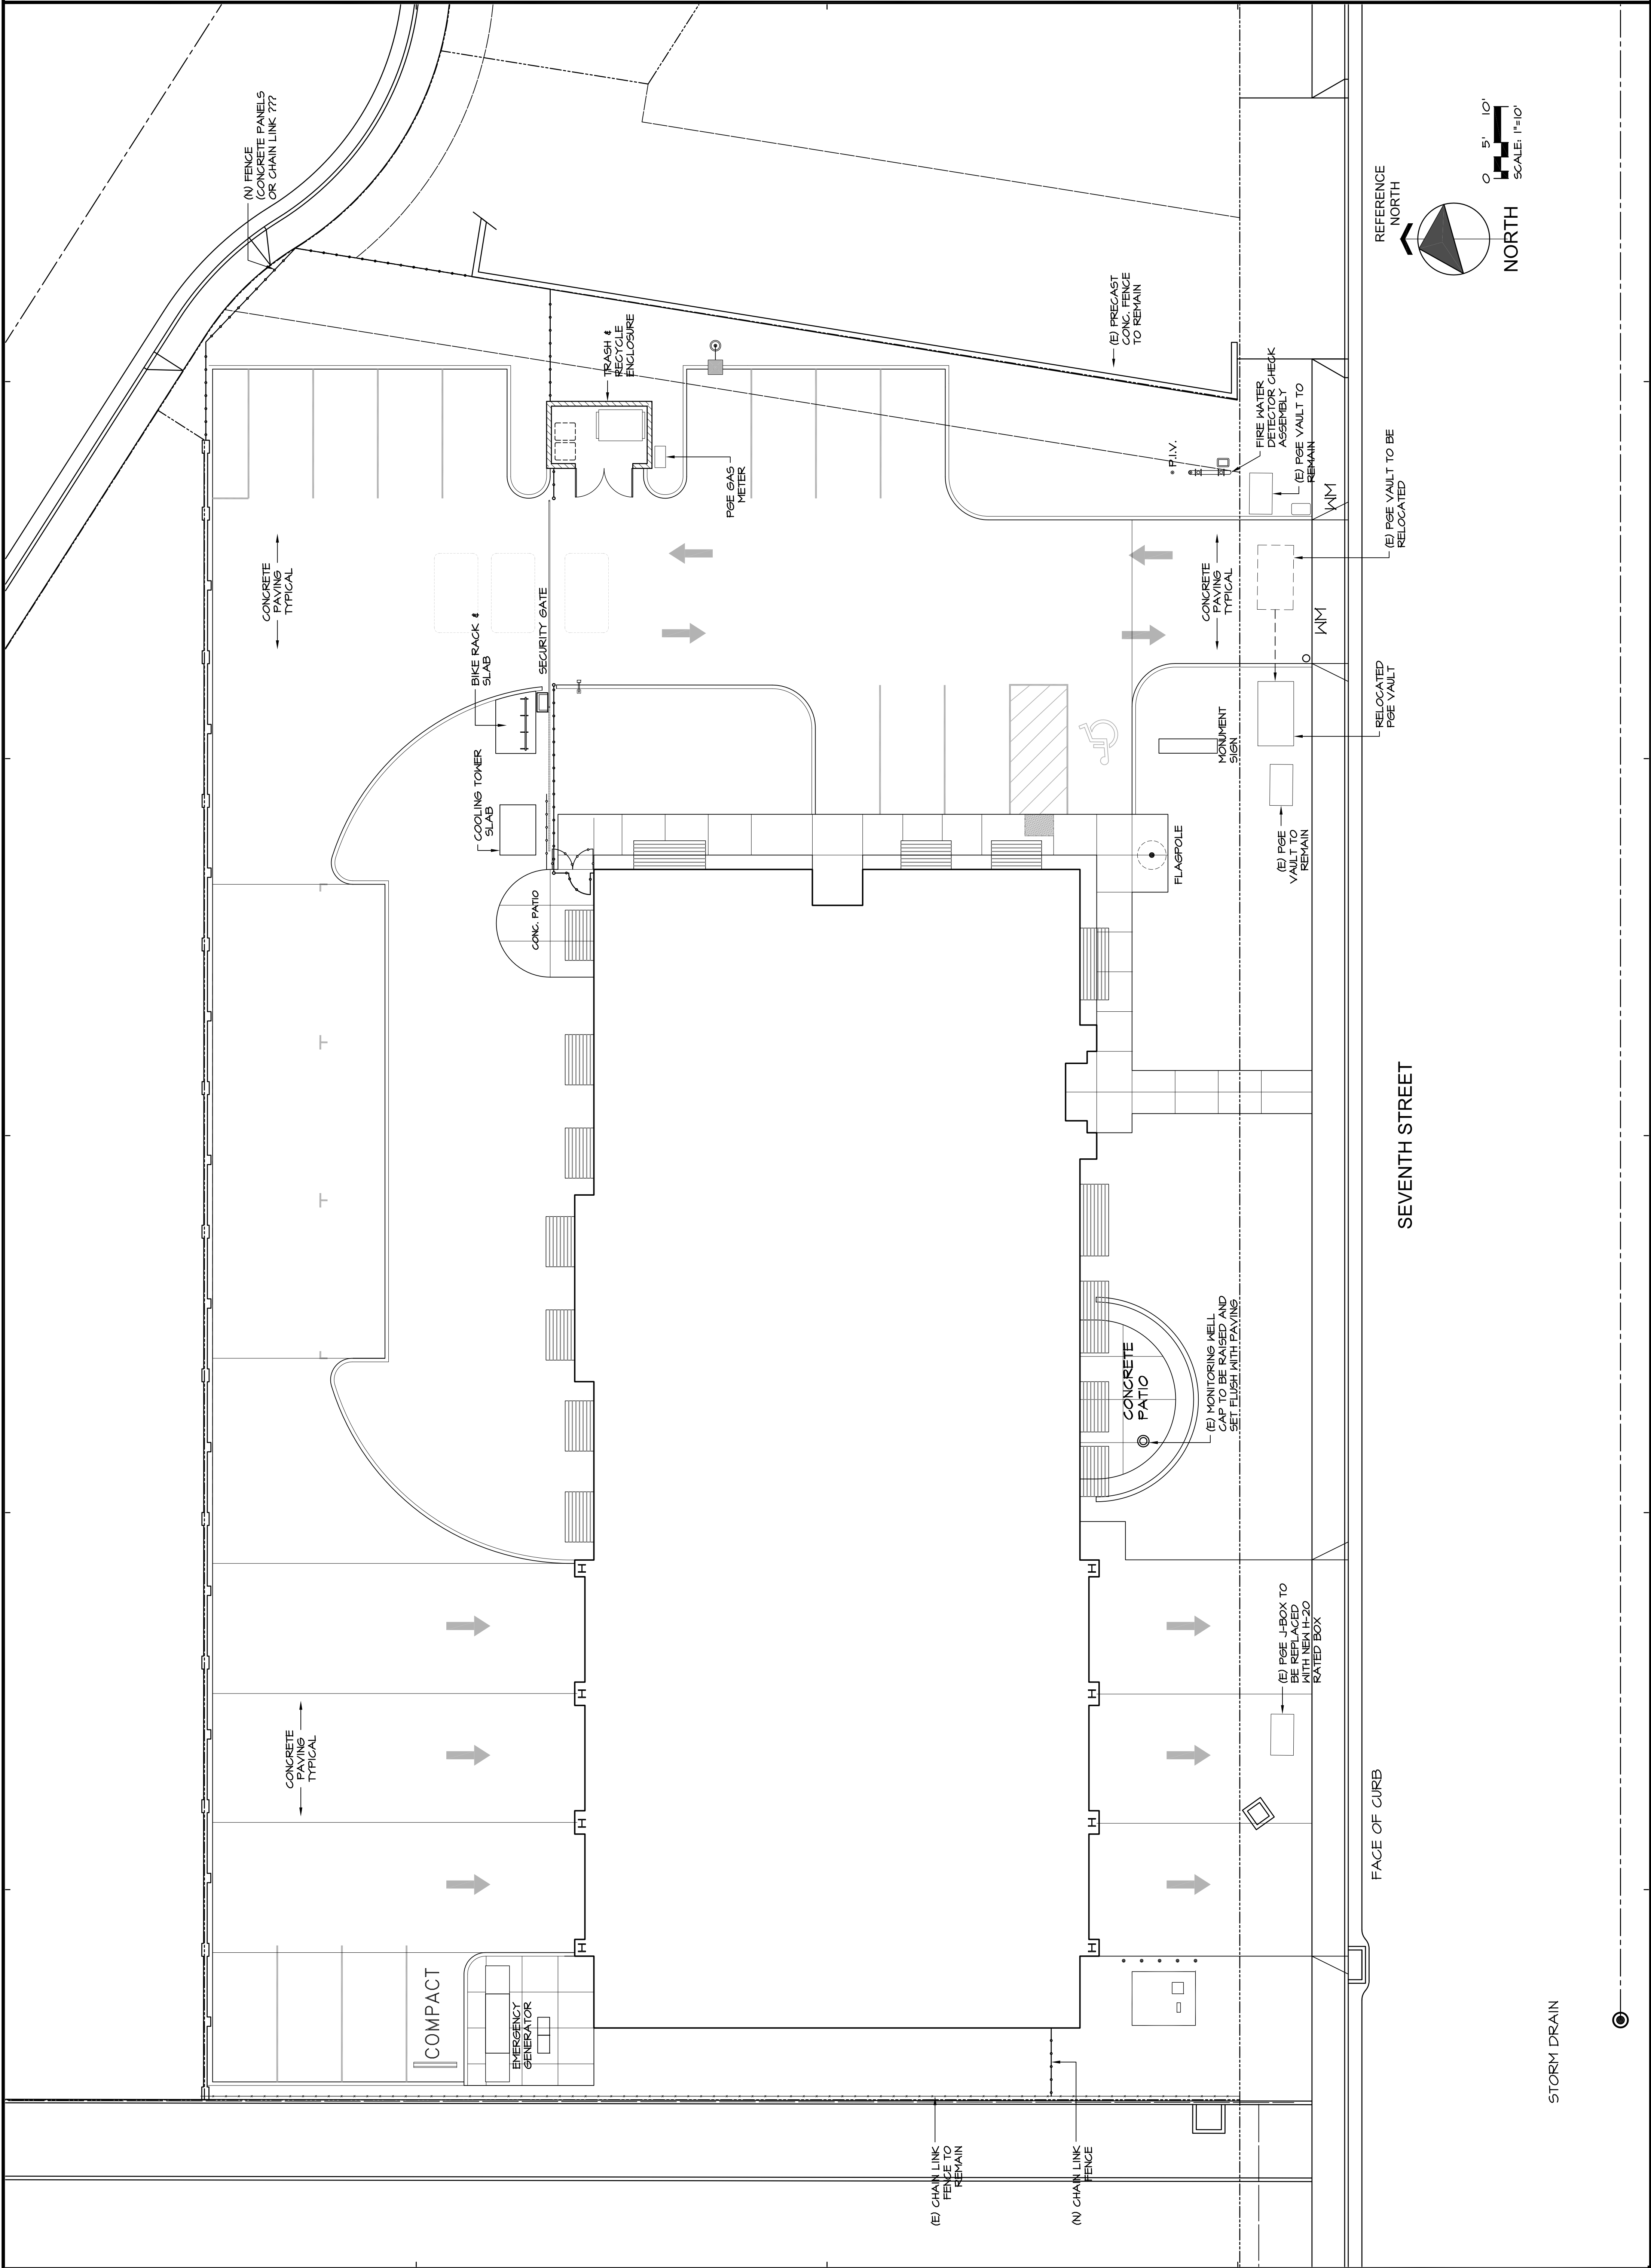 (N) FENCE
(CONCRETE PANELS
OR CHAIN LINK ???
CONCRETE
PAVING
TYPICAL
TRASH &
RECYCLE
ENCLOSURE
PGE GAS
METER
BIKE RACK &
SLAB
SECURITY GATE
COOLING TOWER
SLAB
CONC. PATIO
(E) PRECAST
CONC. FENCE
TO REMAIN
P.I.V.
FIRE WATER
DETECTOR CHECK
ASSEMBLY
(E) PGE VAULT TO
REMAIN
WM
(E) PGE VAULT TO BE
RELOCATED
CONCRETE
PAVING
TYPICAL
WM
RELOCATED
PGE VAULT
MONUMENT
SIGN
(E) PGE
VAULT TO
REMAIN
FLAGPOLE
REFERENCE
NORTH
NORTH
0 5' 10'
SCALE: 1"=10'
SEVENTH STREET
CONCRETE
PATIO
(E) MONITORING WELL
CAP TO BE RAISED AND
SET FLUSH WITH PAVING
(E) PGE J-BOX TO
BE REPLACED
WITH NEW H-20
RATED BOX
FACE OF CURB
CONCRETE
PAVING
TYPICAL
COMPACT
EMERGENCY
GENERATOR
(E) CHAIN LINK
FENCE TO
REMAIN
(N) CHAIN LINK
FENCE
STORM DRAIN